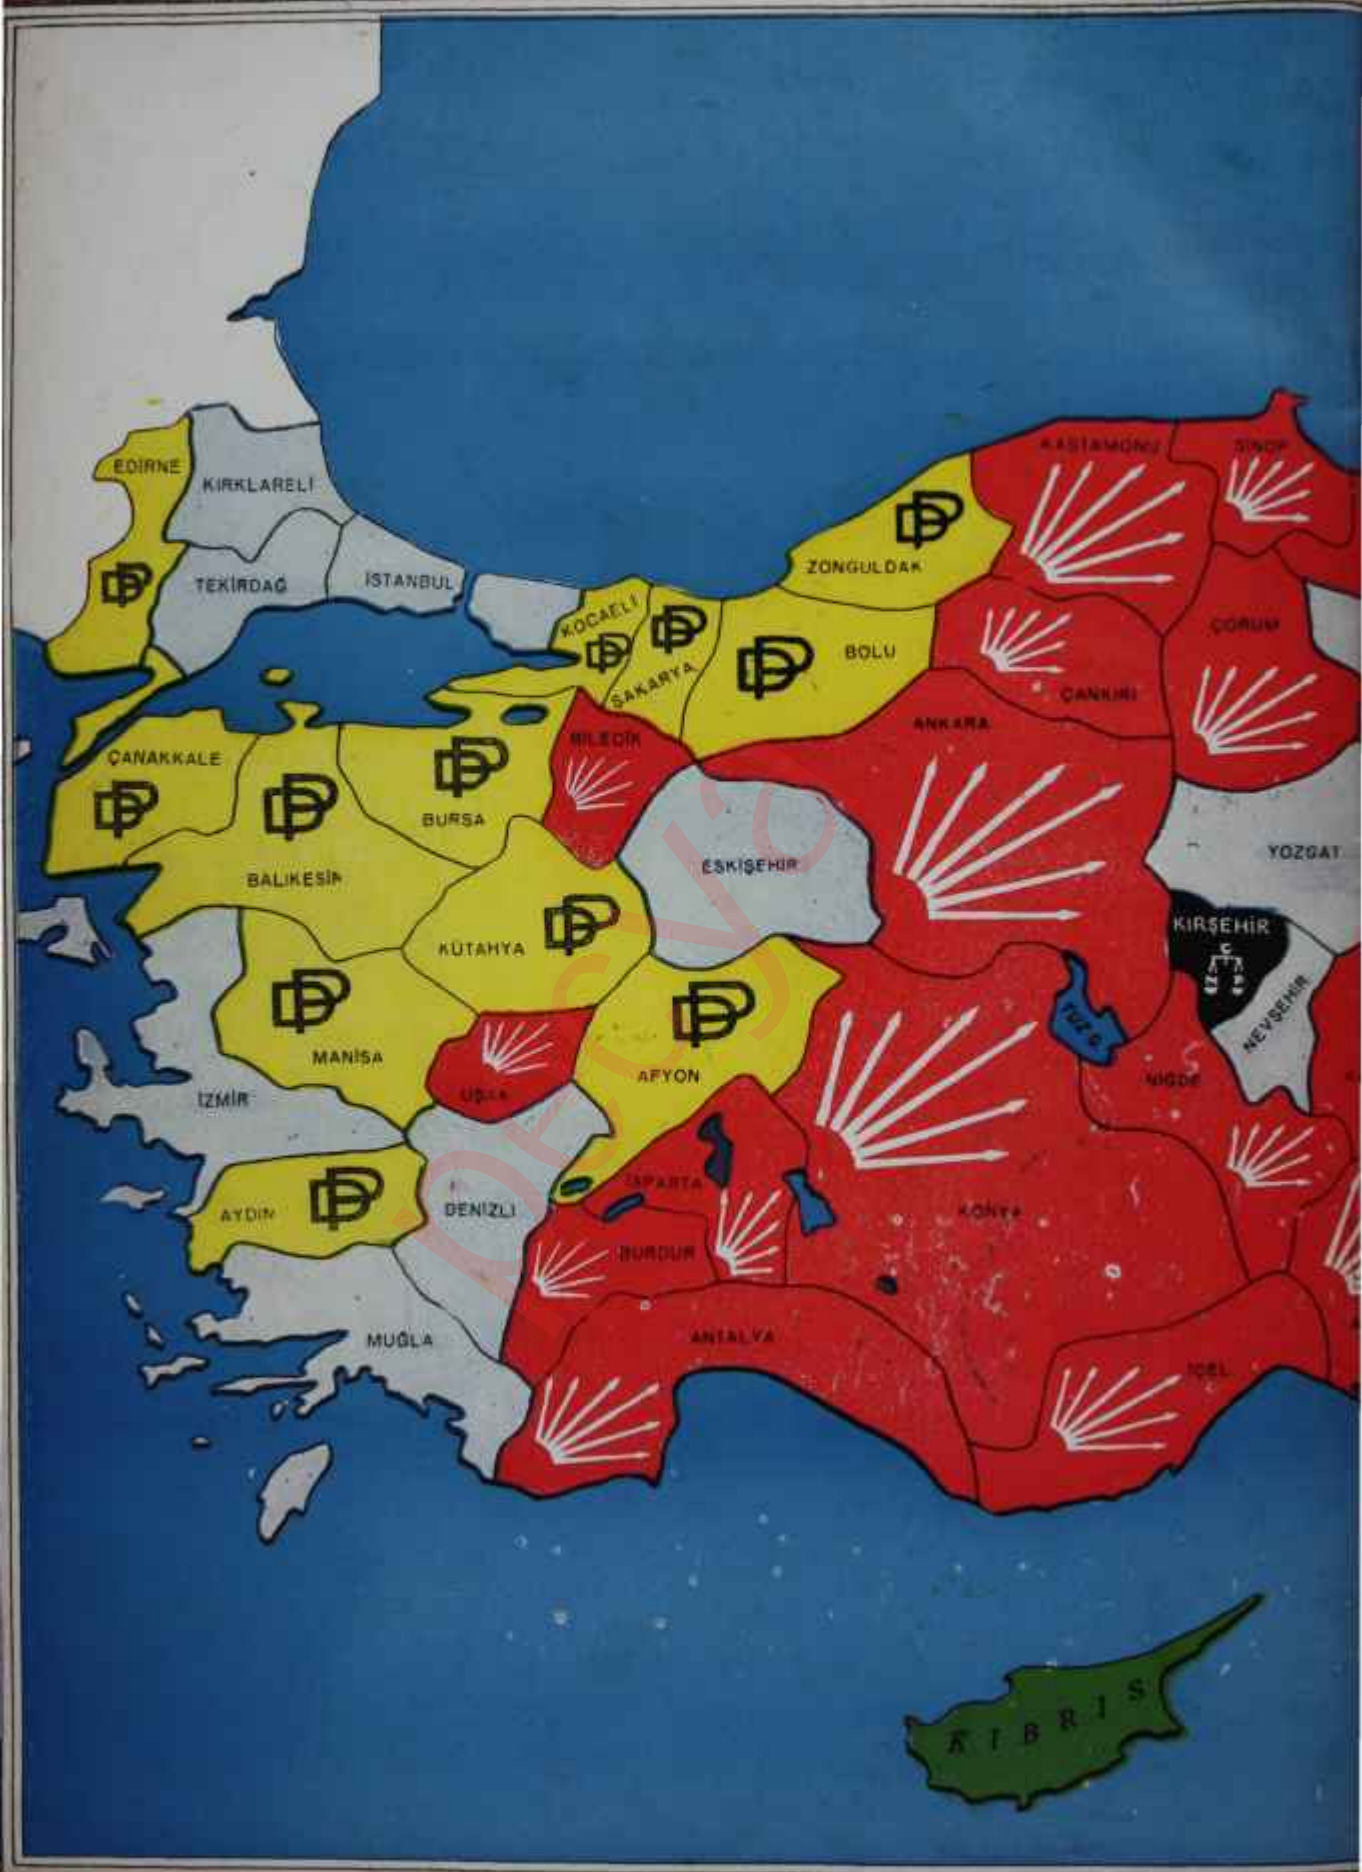 EDİRNE
KIRKLARELİ
TEKİRDAĞ
İSTANBUL
KOCAELİ
SAKARYA
BOLU
ZONGULDAK
KASTAMONU
SİNOP
ÇORUM
ÇANKIRI
ANKARA
BİLECİK
ÇANAKKALE
BURSA
BALIKESİR
ESKİŞEHİR
YOZGAT
KIRŞEHİR
C
Z P
NEVŞEHİR
KÜTAHYA
MANİSA
UŞAK
AFYON
TUZ G.
NİĞDE
İZMİR
ISPARTA
AYDIN
DENİZLİ
KONYA
BURDUR
MUĞLA
ANTALYA
İÇEL
KIBRIS